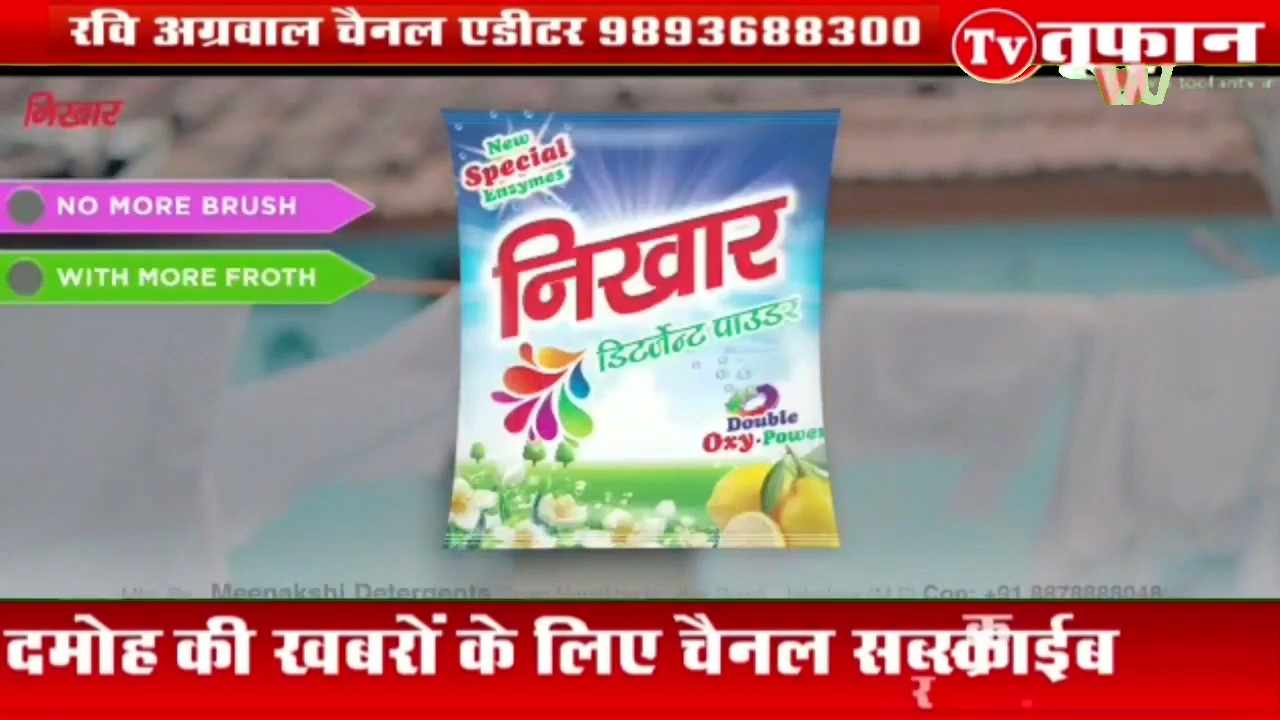 रवि अग्रवाल चैनल एडीटर 9893688300
Tv तूफान
निखार
NO MORE BRUSH
WITH MORE FROTH
New
Special
Enzymes
निखार
डिटर्जेन्ट पाउडर
Double
Oxy.Power
Meenakshi Detergents
दमोह की खबरों के लिए चैनल सब्स्क्राईब